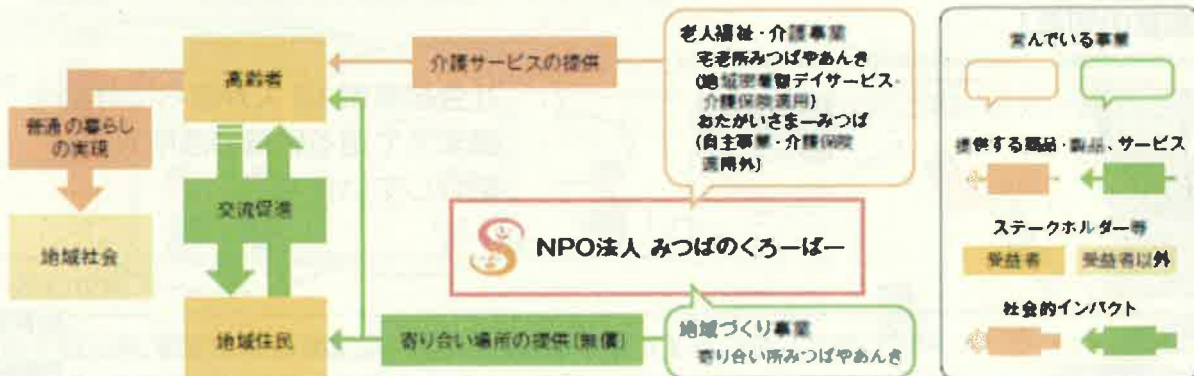 高齢者
介護サービスの提供
老人福祉・介護事業
宅老所みつばやあんき
(地域密着型デイサービス・
介護保険適用)
おたがいさまーみつば
(自主事業・介護保険
適用外)
普通の暮らし
の実現
交流促進
地域社会
NPO法人 みつばのくろーばー
地域住民
寄り合い場所の提供(無償)
地域づくり事業
寄り合い所みつばやあんき
営んでいる事業
提供する商品・製品、サービス
ステークホルダー等
受益者
受益者以外
社会的インパクト